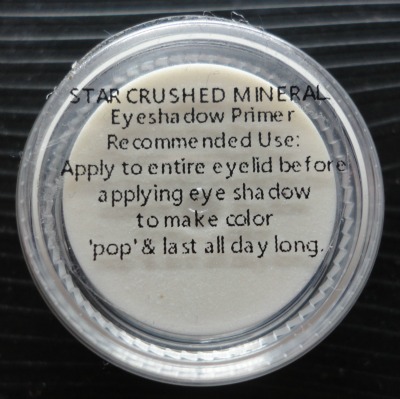 STAR CRUSHED MINERAL
Eyeshadow Primer
Recommended Use:
Apply to entire eyelid before
applying eye shadow
to make color
'pop' & last all day long.